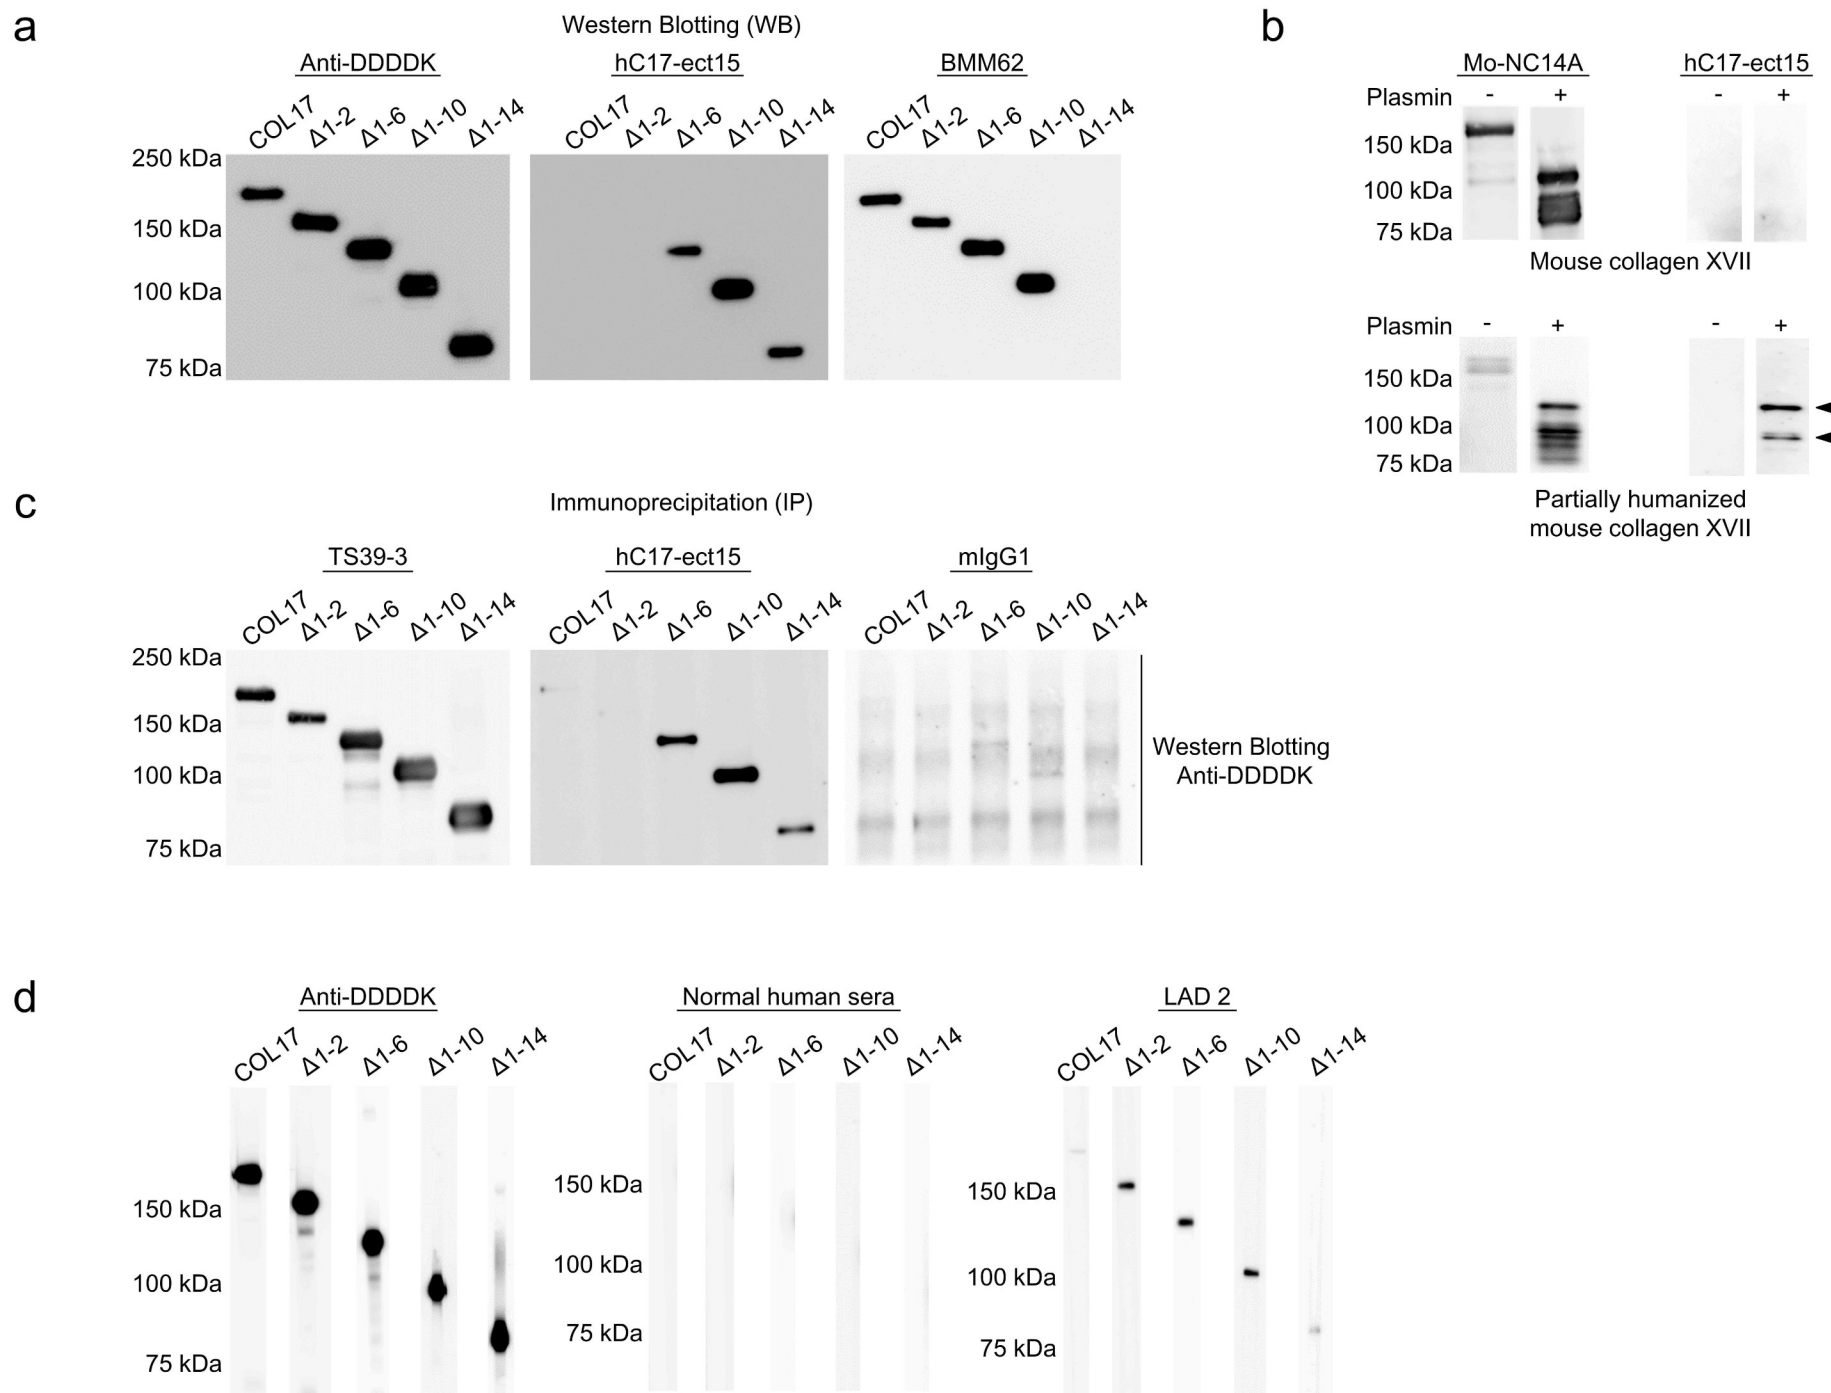 a
Western Blotting (WB)
Anti-DDDDK
hC17-ect15
BMM62
COL17 Δ1-2 Δ1-6 Δ1-10 Δ1-14
COL17 Δ1-2 Δ1-6 Δ1-10 Δ1-14
COL17 Δ1-2 Δ1-6 Δ1-10 Δ1-14
250 kDa
150 kDa
100 kDa
75 kDa
b
Mo-NC14A
hC17-ect15
Plasmin - + - +
150 kDa
100 kDa
75 kDa
Mouse collagen XVII
Plasmin - + - +
150 kDa
100 kDa
75 kDa
Partially humanized
mouse collagen XVII
c
Immunoprecipitation (IP)
TS39-3
hC17-ect15
mIgG1
COL17 Δ1-2 Δ1-6 Δ1-10 Δ1-14
COL17 Δ1-2 Δ1-6 Δ1-10 Δ1-14
COL17 Δ1-2 Δ1-6 Δ1-10 Δ1-14
250 kDa
150 kDa
100 kDa
75 kDa
Western Blotting
Anti-DDDDK
d
Anti-DDDDK
Normal human sera
LAD 2
COL17 Δ1-2 Δ1-6 Δ1-10 Δ1-14
COL17 Δ1-2 Δ1-6 Δ1-10 Δ1-14
COL17 Δ1-2 Δ1-6 Δ1-10 Δ1-14
150 kDa
100 kDa
75 kDa
150 kDa
100 kDa
75 kDa
150 kDa
100 kDa
75 kDa